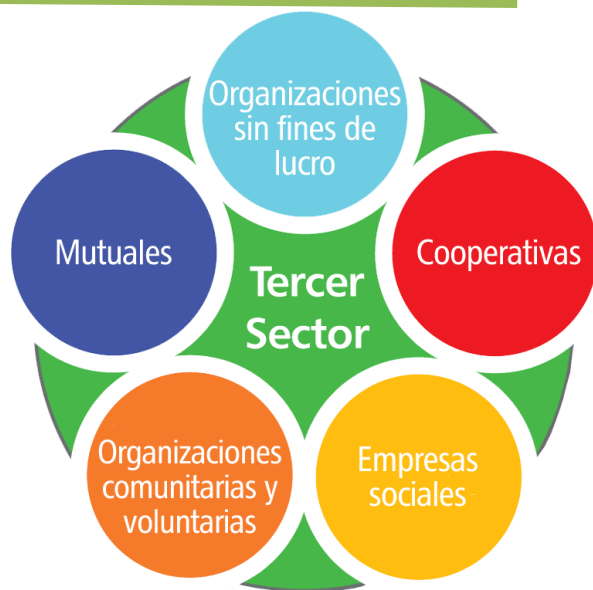 Organizaciones
sin fines de
lucro
Mutuales
Cooperativas
Tercer
Sector
Organizaciones
comunitarias y
voluntarias
Empresas
sociales